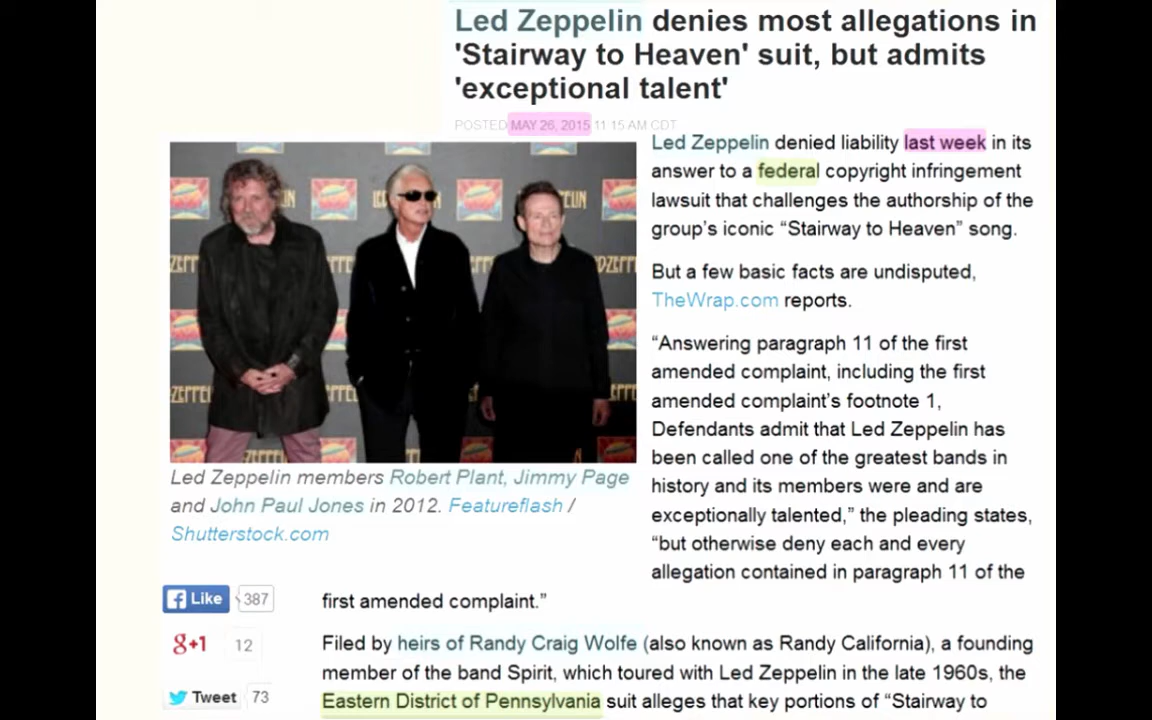 Led Zeppelin denies most allegations in
'Stairway to Heaven' suit, but admits
'exceptional talent'
POSTED MAY 26, 2015 11:15 AM CDT
Led Zeppelin denied liability last week in its
answer to a federal copyright infringement
lawsuit that challenges the authorship of the
group's iconic “Stairway to Heaven” song.
But a few basic facts are undisputed,
TheWrap.com reports.
“Answering paragraph 11 of the first
amended complaint, including the first
amended complaint's footnote 1,
Defendants admit that Led Zeppelin has
been called one of the greatest bands in
history and its members were and are
exceptionally talented,” the pleading states,
“but otherwise deny each and every
allegation contained in paragraph 11 of the
first amended complaint.”
Led Zeppelin members Robert Plant, Jimmy Page
and John Paul Jones in 2012. Featureflash /
Shutterstock.com
Like 387
g+1 12
Tweet 73
Filed by heirs of Randy Craig Wolfe (also known as Randy California), a founding
member of the band Spirit, which toured with Led Zeppelin in the late 1960s, the
Eastern District of Pennsylvania suit alleges that key portions of “Stairway to